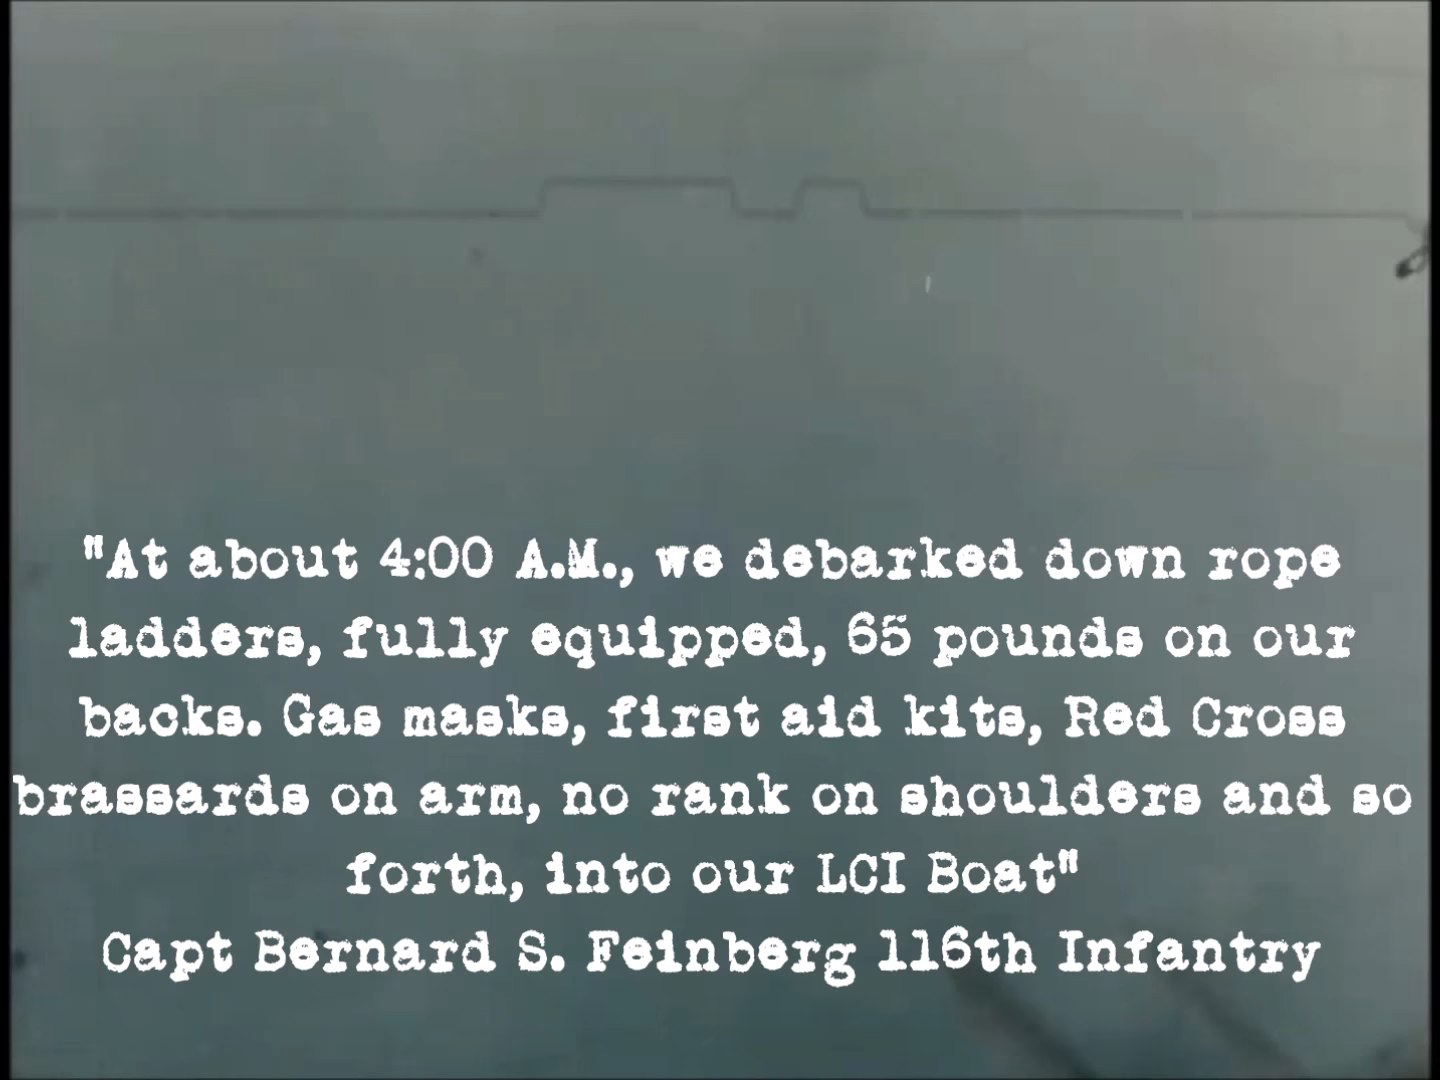 "At about 4:00 A.M., we debarked down rope
ladders, fully equipped, 65 pounds on our
backs. Gas masks, first aid kits, Red Cross
brassards on arm, no rank on shoulders and so
forth, into our LCI Boat"
Capt Bernard S. Feinberg 116th Infantry